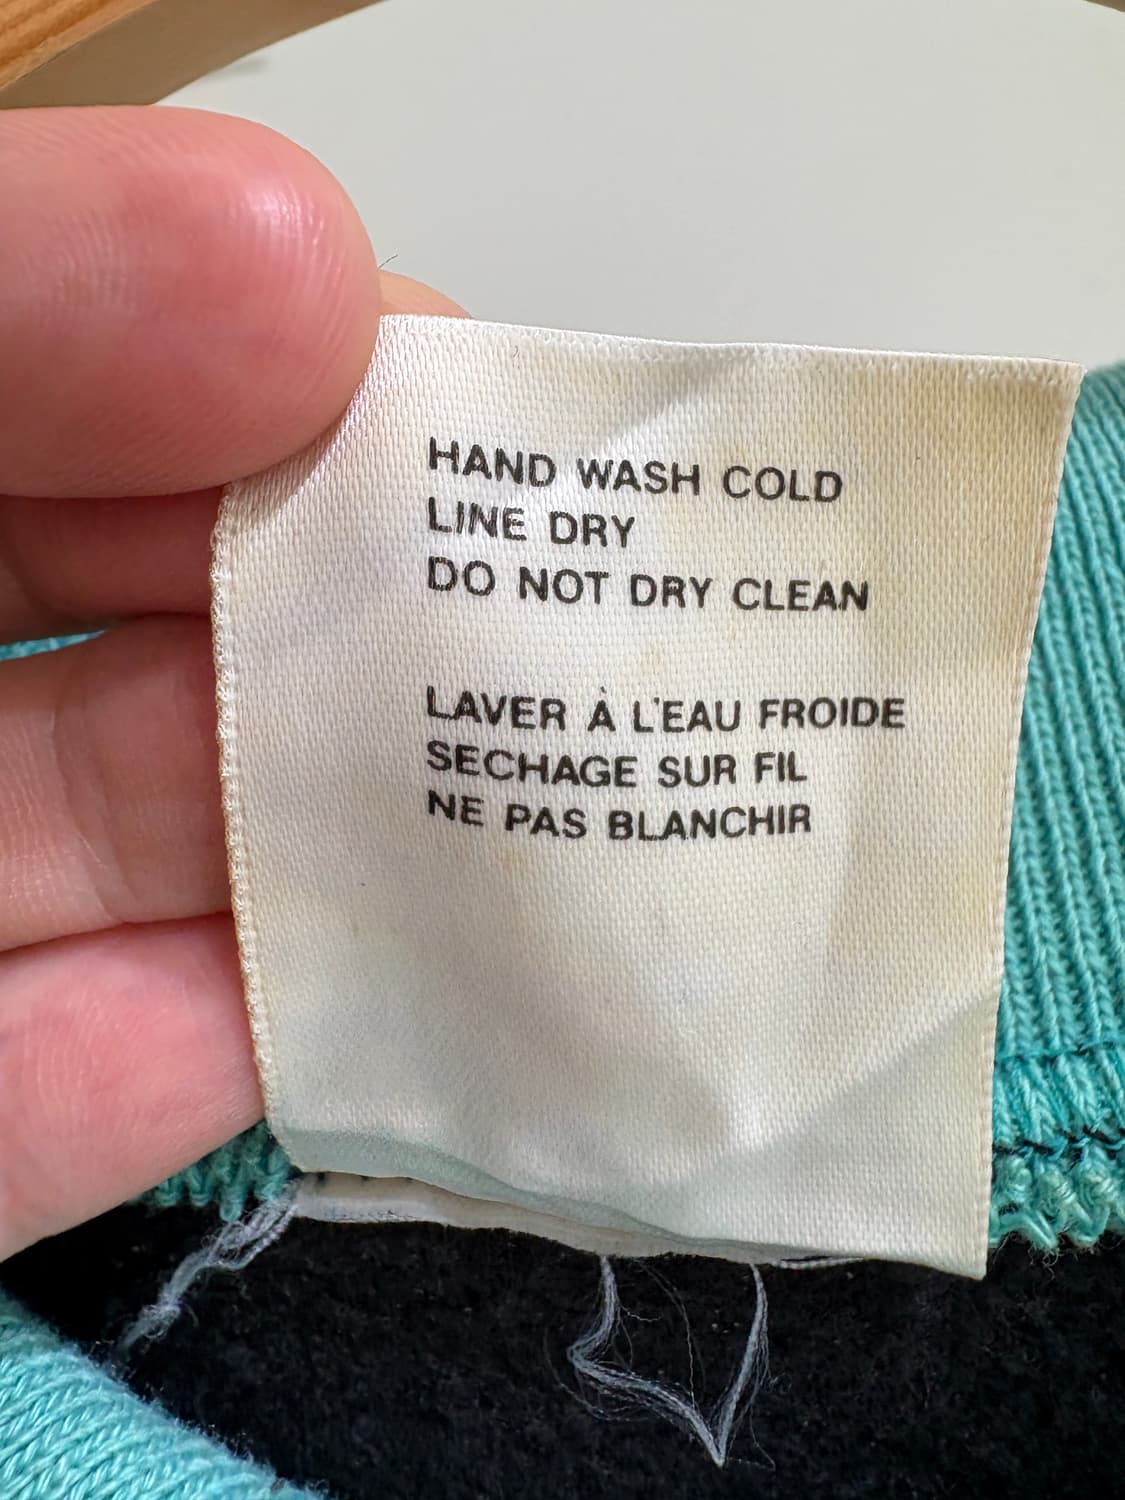 HAND WASH COLD
LINE DRY
DO NOT DRY CLEAN
LAVER À L'EAU FROIDE
SECHAGE SUR FIL
NE PAS BLANCHIR